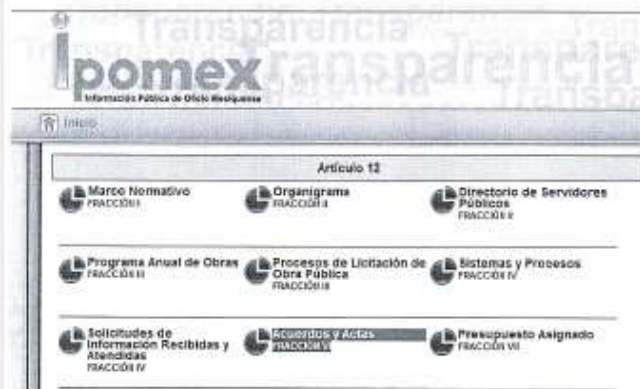 Transparencia
Transparencia
ipomex
Información Pública de Oficio Mexiquense
Inicio
Artículo 12
Marco Normativo
FRACCIÓN I
Organigrama
FRACCIÓN II
Directorio de Servidores
Públicos
FRACCIÓN II
Programa Anual de Obras
FRACCIÓN III
Procesos de Licitación de
Obra Pública
FRACCIÓN III
Sistemas y Procesos
FRACCIÓN IV
Solicitudes de
Información Recibidas y
Atendidas
FRACCIÓN IV
Acuerdos y Actas
FRACCIÓN VI
Presupuesto Asignado
FRACCIÓN VII